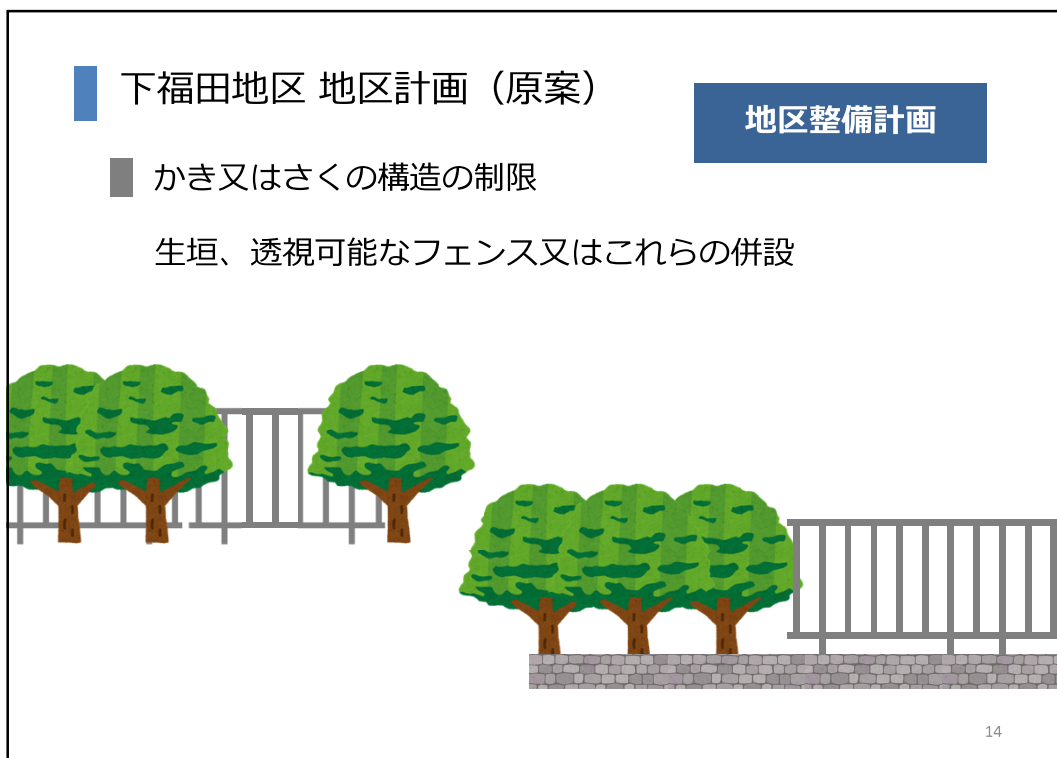 下福田地区 地区計画（原案）
地区整備計画
かき又はさくの構造の制限
生垣、透視可能なフェンス又はこれらの併設
14